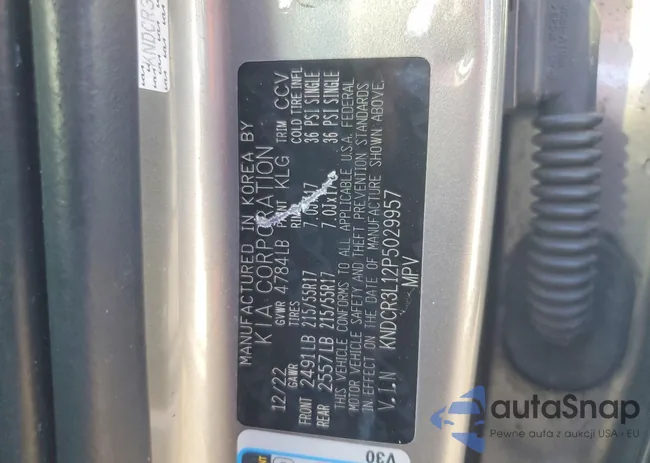 MANUFACTURED IN KOREA BY
KIA CORPORATION
12/22 GVWR 4784LB PAINT KLG TRIM CCV
GAWR TIRES COLD TIRE INFL
FRONT 2491LB 215/55R17 7.0Jx17 36 PSI SINGLE
REAR 2557LB 215/55R17 7.0Jx17 36 PSI SINGLE
THIS VEHICLE CONFORMS TO ALL APPLICABLE U.S.A. FEDERAL
MOTOR VEHICLE SAFETY AND THEFT PREVENTION STANDARDS
IN EFFECT ON THE DATE OF MANUFACTURE SHOWN ABOVE.
V.I.N KNDCR3L12P5029957
MPV
V30
KNDCR3
autaSnap
Pewne auta z aukcji USA - EU